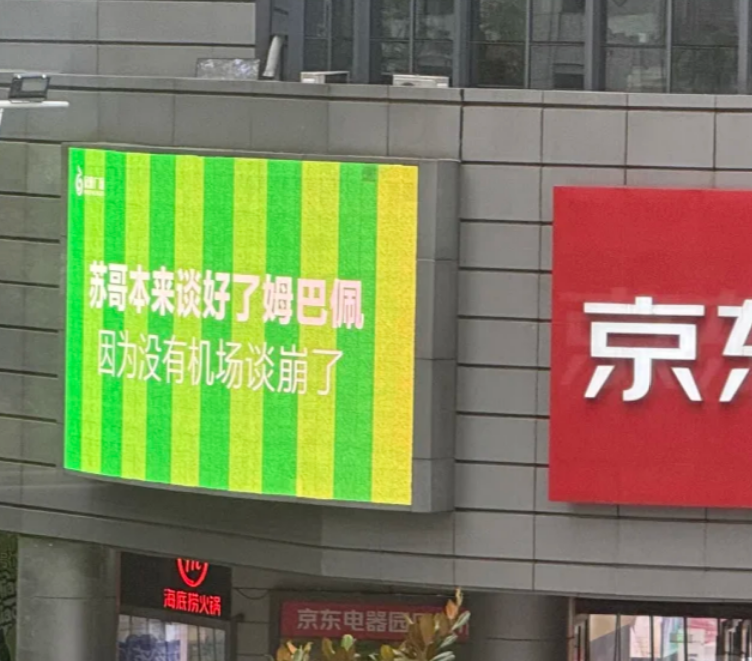 苏哥本来谈好了姆巴佩
因为没有机场谈崩了
京东
海底捞火锅
京东电器园区